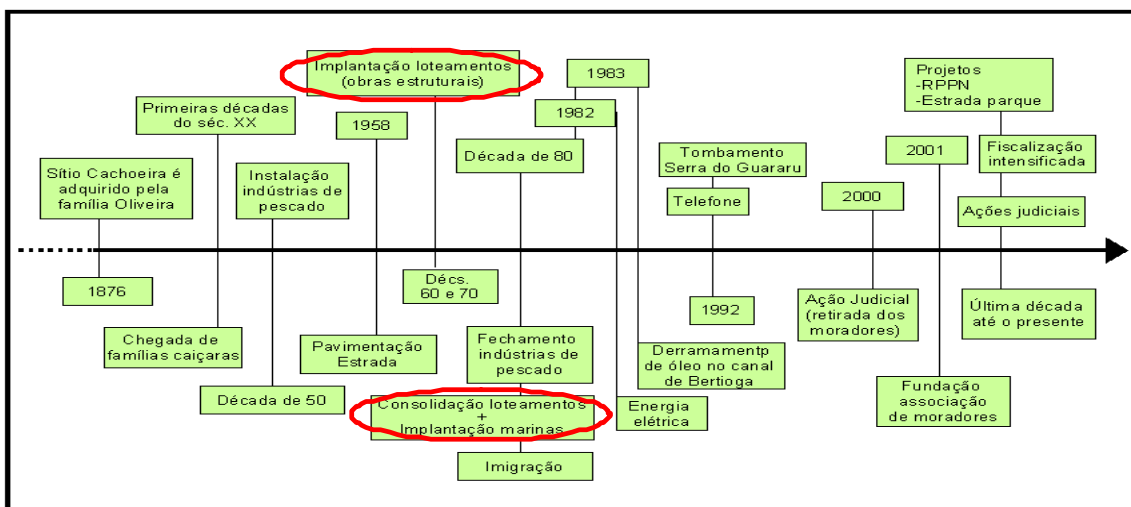 Implantação loteamentos
(obras estruturais)
1983
Projetos
-RPPN
-Estrada parque
Primeiras décadas
do séc. XX
1958
1982
Fiscalização
intensificada
Década de 80
Tombamento
Serra do Guararu
2001
Sítio Cachoeira é
adquirido pela
família Oliveira
Instalação
indústrias de
pescado
Telefone
2000
Ações judiciais
1876
Décs.
60 e 70
1992
Ação Judicial
(retirada dos
moradores)
Última década
até o presente
Chegada de
famílias caiçaras
Pavimentação
Estrada
Fechamento
indústrias de
pescado
Derramamentp
de óleo no canal
de Bertioga
Fundação
associação
de moradores
Década de 50
Consolidação loteamentos
+
Implantação marinas
Energia
elétrica
Imigração